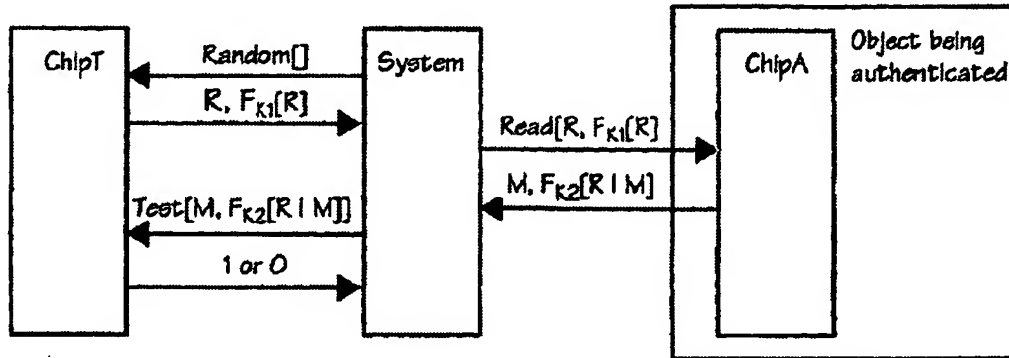 ChipT
Random[]
System
ChipA
Object being
authenticated
R, F_K1[R]
Read[R, F_K1[R]
M, F_K2[R | M]
Test[M, F_K2[R | M]]
1 or 0